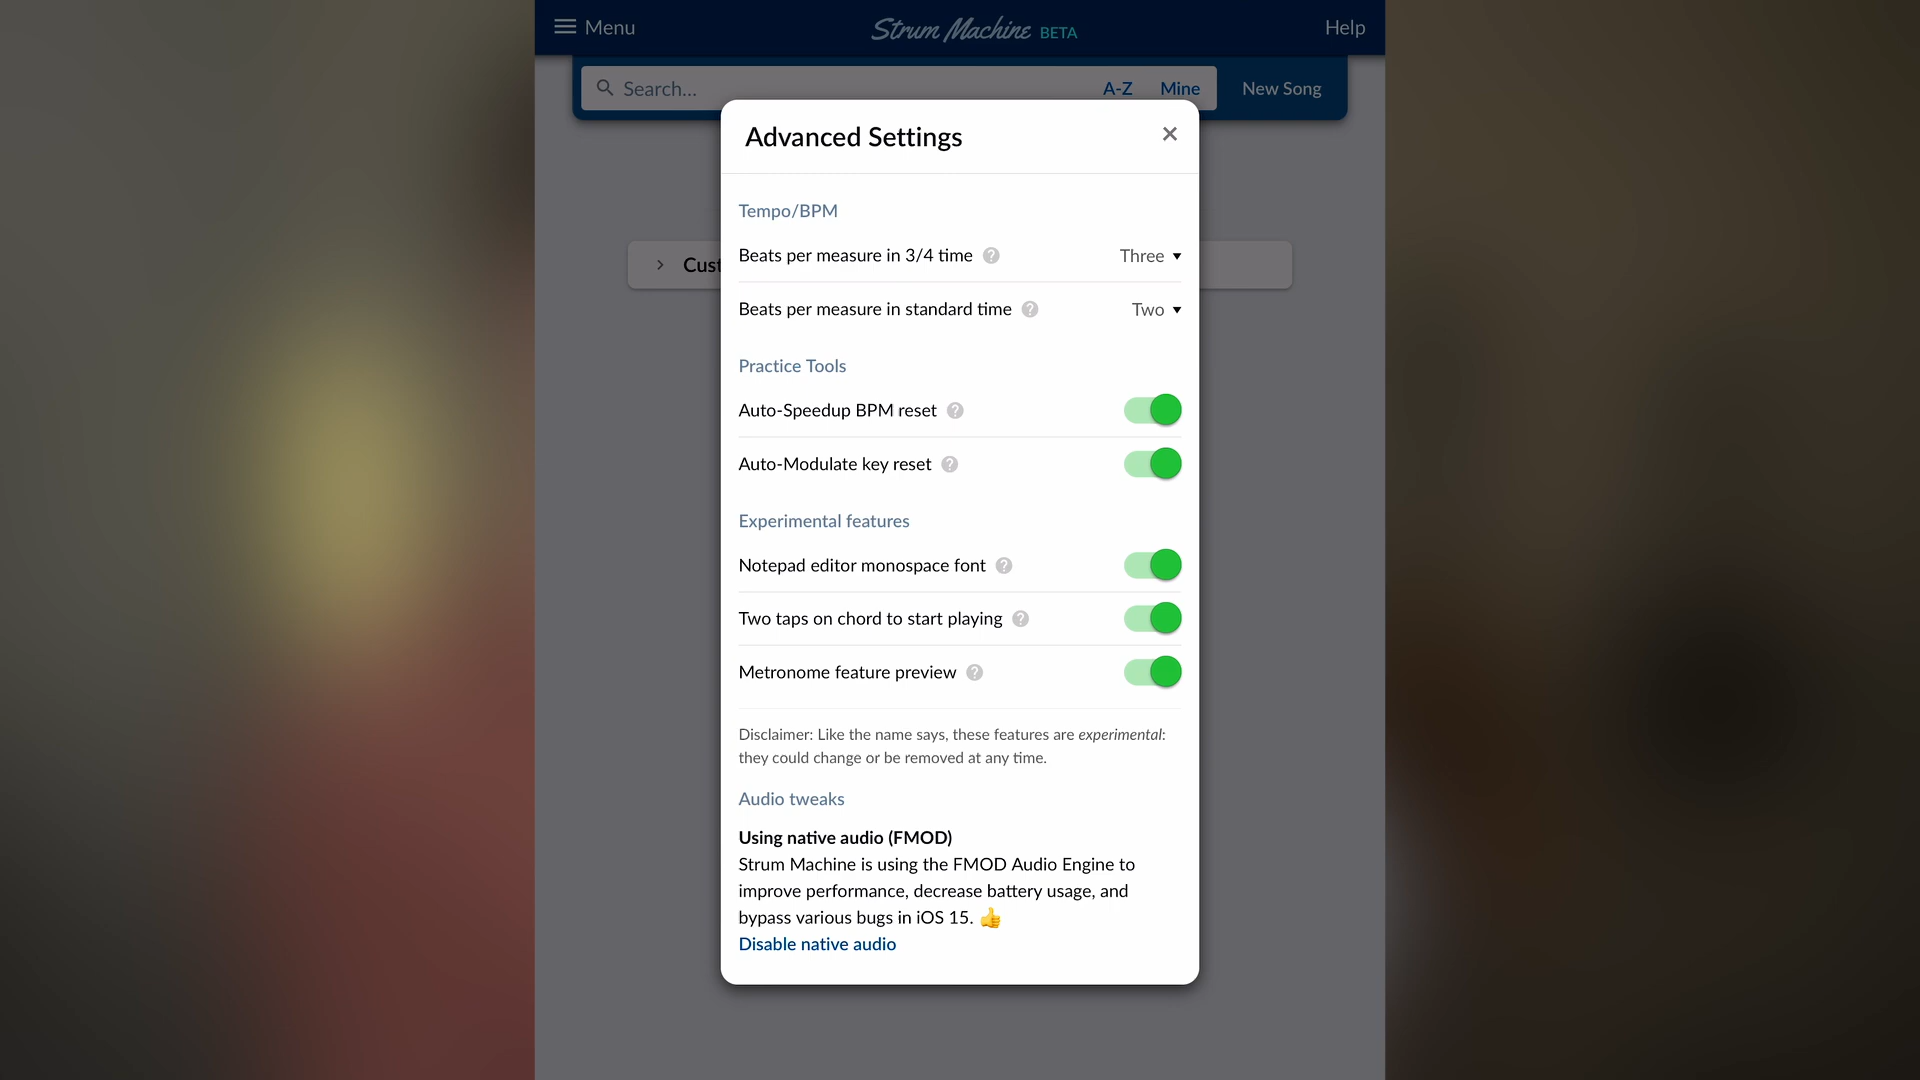 Menu
Strum Machine BETA
Help
Search...
A-Z
Mine
New Song
Advanced Settings
Cust
Tempo/BPM
Beats per measure in 3/4 time ?
Three
Beats per measure in standard time ?
Two
Practice Tools
Auto-Speedup BPM reset ?
Auto-Modulate key reset ?
Experimental features
Notepad editor monospace font ?
Two taps on chord to start playing ?
Metronome feature preview ?
Disclaimer: Like the name says, these features are experimental:
they could change or be removed at any time.
Audio tweaks
Using native audio (FMOD)
Strum Machine is using the FMOD Audio Engine to
improve performance, decrease battery usage, and
bypass various bugs in iOS 15. 👍
Disable native audio